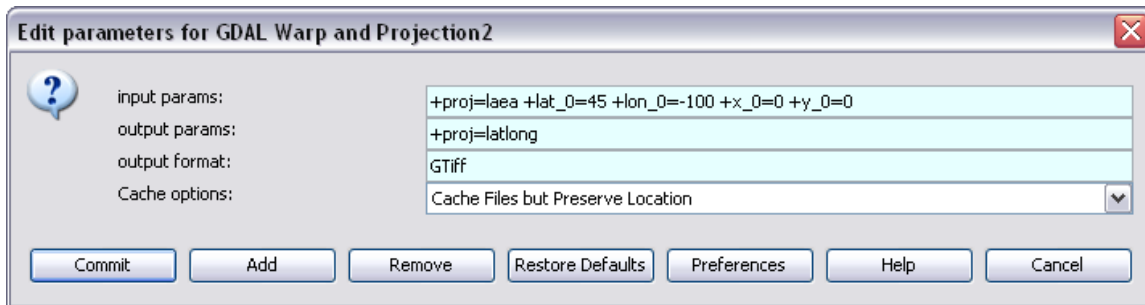 Edit parameters for GDAL Warp and Projection2
input params: +proj=laea +lat_0=45 +lon_0=-100 +x_0=0 +y_0=0
output params: +proj=latlong
output format: GTiff
Cache options: Cache Files but Preserve Location
Commit Add Remove Restore Defaults Preferences Help Cancel